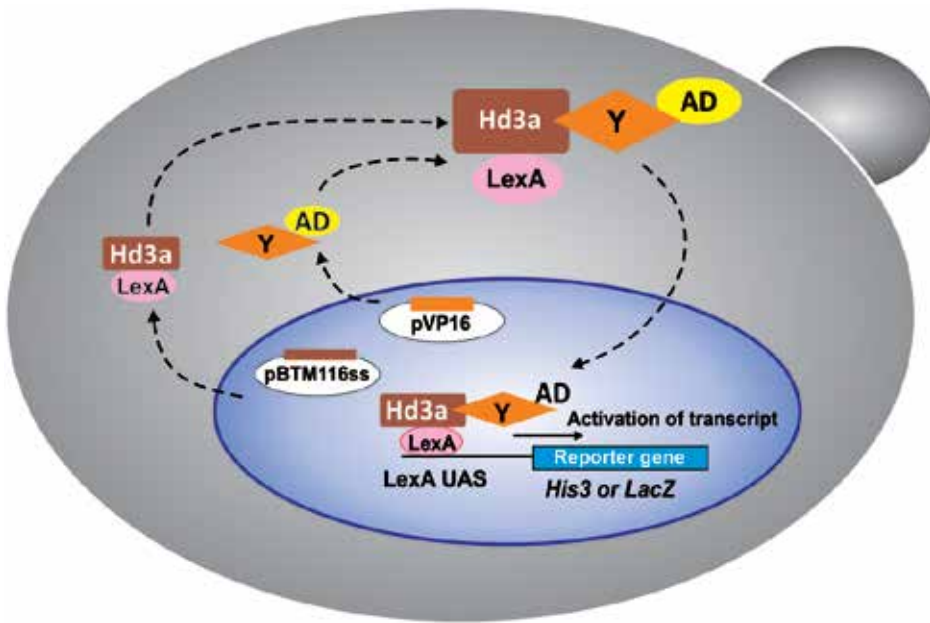 Hd3a
Y
AD
LexA
Y
AD
Hd3a
LexA
pVP16
pBTM116ss
Hd3a
Y
AD
LexA
Activation of transcript
LexA UAS
Reporter gene
His3 or LacZ